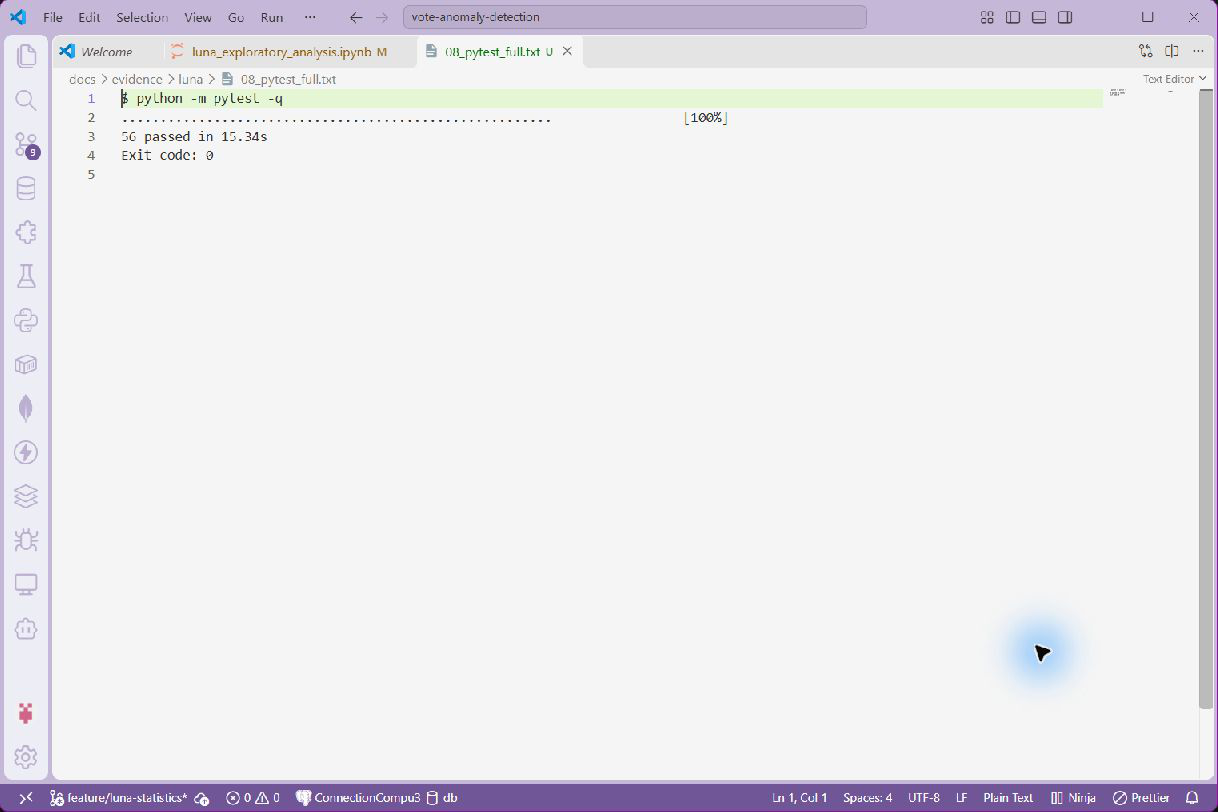 File Edit Selection View Go Run ··· vote-anomaly-detection
Welcome luna_exploratory_analysis.ipynb M 08_pytest_full.txt U
docs > evidence > luna > 08_pytest_full.txt Text Editor
1 $ python -m pytest -q
2 ........................................................ [100%]
3 56 passed in 15.34s
4 Exit code: 0
5
9
feature/luna-statistics* 0 0 ConnectionCompu3 db Ln 1, Col 1 Spaces: 4 UTF-8 LF Plain Text Ninja Prettier